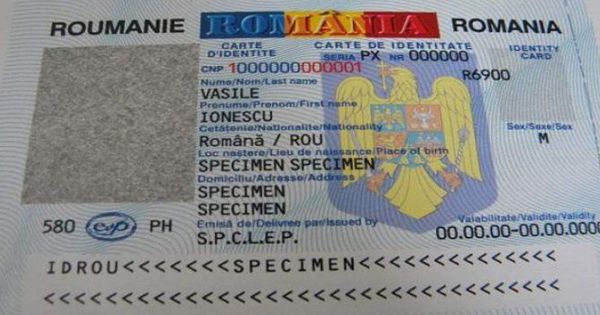 ROUMANIE ROMÂNIA ROMANIA
CARTE D'IDENTITE CARTE DE IDENTITATE IDENTITY CARD
SERIA PX NR 000000
CNP 1000000000001 R6900
Nume/Nom/Last name
VASILE
Prenume/Prenom/First name
IONESCU
Cetăţenie/Nationalite/Nationality Sex/Sexe/Sex
Română / ROU M
Loc naştere/Lieu de naissance/Place of birth
SPECIMEN SPECIMEN
Domiciliu/Adresse/Address
SPECIMEN
SPECIMEN
Emisă de/Delivree par/Issued by Valabilitate/Validite/Validity
S.P.C.L.E.P. 00.00.00-00.00.0000
580 PH
IDROU<<<<<<<SPECIMEN<<<<<<<<<<<<<<<
<<<<<<<<<<<<<<<<<<<<<<<<<<<<<<<<<<<